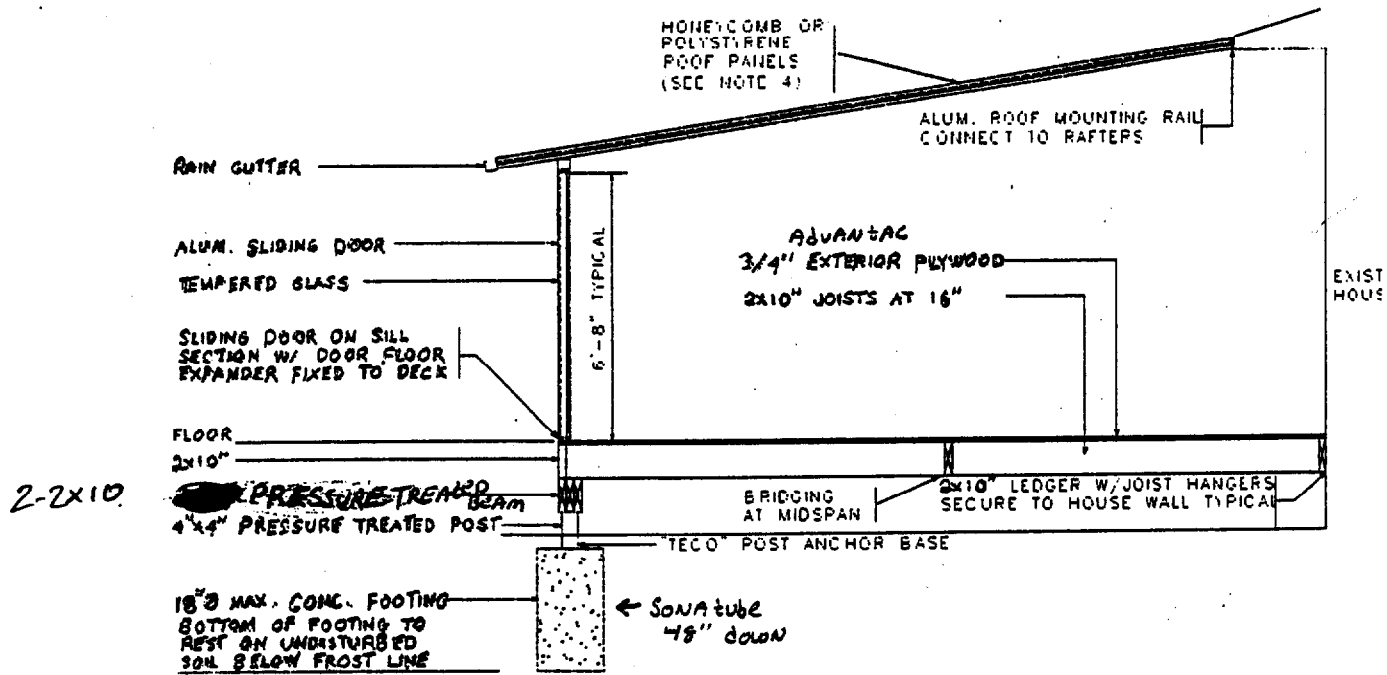 HONEYCOMB OR
POLYSTYRENE
ROOF PANELS
(SEE NOTE 4)
ALUM. ROOF MOUNTING RAIL
CONNECT TO RAFTERS
RAIN GUTTER
ALUM. SLIDING DOOR
TEMPERED GLASS
6'-8" TYPICAL
ADVANTAC
3/4" EXTERIOR PLYWOOD
2x10" JOISTS AT 16"
EXIST
HOUS
SLIDING DOOR ON SILL
SECTION W/ DOOR FLOOR
EXPANDER FIXED TO DECK
FLOOR
2x10"
2-2x10
PRESSURE TREATED
BEAM
4"x4" PRESSURE TREATED POST
BRIDGING
AT MIDSPAN
2x10" LEDGER W/JOIST HANGERS
SECURE TO HOUSE WALL TYPICAL
"TECO" POST ANCHOR BASE
18"Ø MAX. CONC. FOOTING
BOTTOM OF FOOTING TO
REST ON UNDISTURBED
SOIL BELOW FROST LINE
← SONA tube
48" down